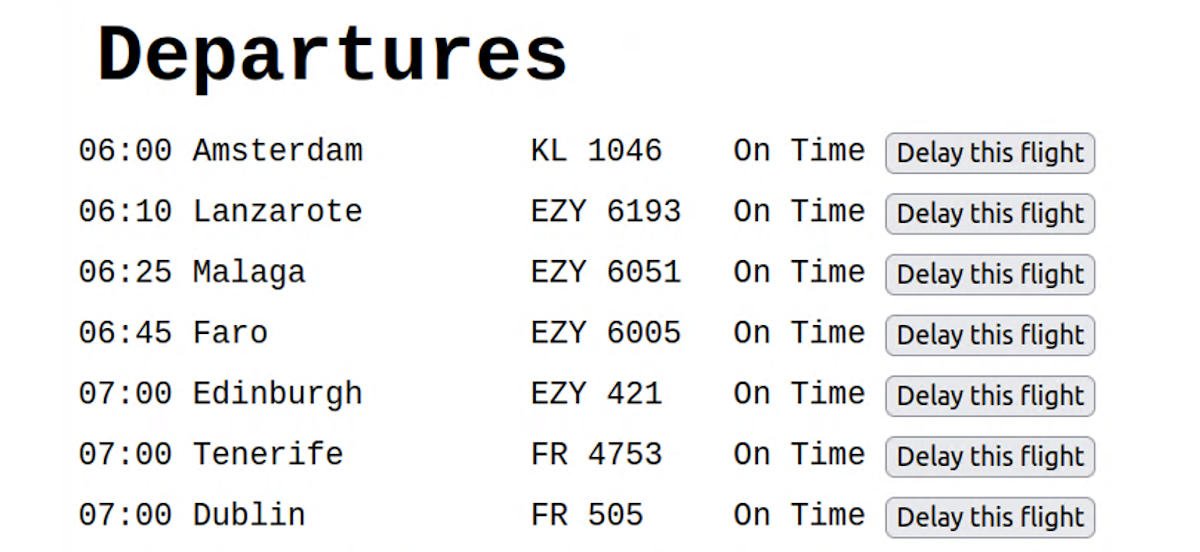 Departures
06:00 Amsterdam KL 1046 On Time Delay this flight
06:10 Lanzarote EZY 6193 On Time Delay this flight
06:25 Malaga EZY 6051 On Time Delay this flight
06:45 Faro EZY 6005 On Time Delay this flight
07:00 Edinburgh EZY 421 On Time Delay this flight
07:00 Tenerife FR 4753 On Time Delay this flight
07:00 Dublin FR 505 On Time Delay this flight